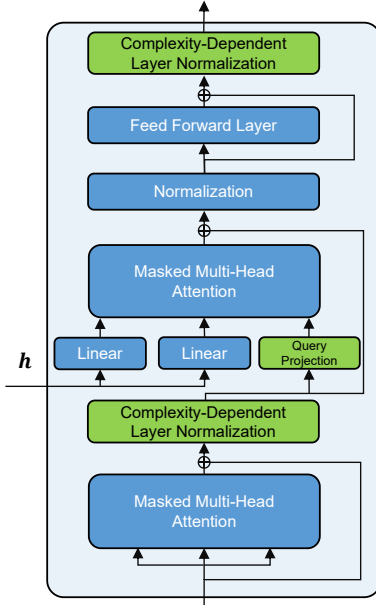 Complexity-Dependent
Layer Normalization
Feed Forward Layer
Normalization
Masked Multi-Head
Attention
h
Linear
Linear
Query
Projection
Complexity-Dependent
Layer Normalization
Masked Multi-Head
Attention